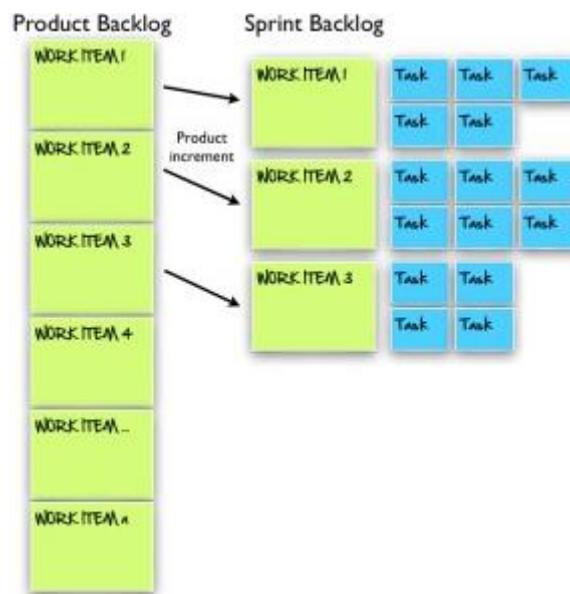 Product Backlog
Sprint Backlog
WORK ITEM 1
WORK ITEM 2
WORK ITEM 3
WORK ITEM 4
WORK ITEM ...
WORK ITEM n
Product
increment
WORK ITEM 1
Task Task Task
Task Task
WORK ITEM 2
Task Task Task
Task Task Task
WORK ITEM 3
Task Task
Task Task